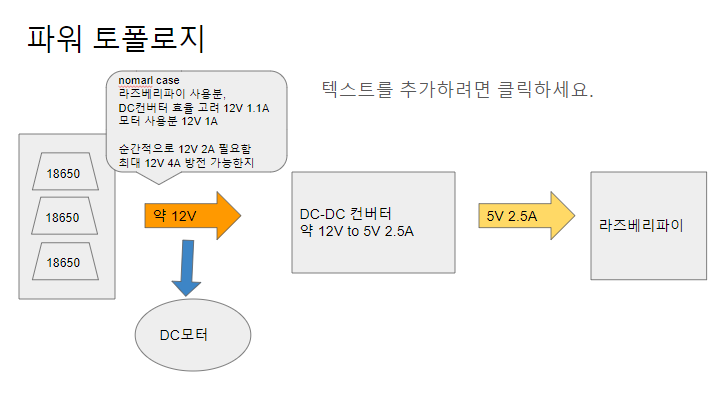 파워 토폴로지
nomarl case
라즈베리파이 사용분,
DC컨버터 효율 고려 12V 1.1A
모터 사용분 12V 1A
순간적으로 12V 2A 필요함
최대 12V 4A 방전 가능한지
텍스트를 추가하려면 클릭하세요.
18650
18650
18650
약 12V
DC-DC 컨버터
약 12V to 5V 2.5A
5V 2.5A
라즈베리파이
DC모터